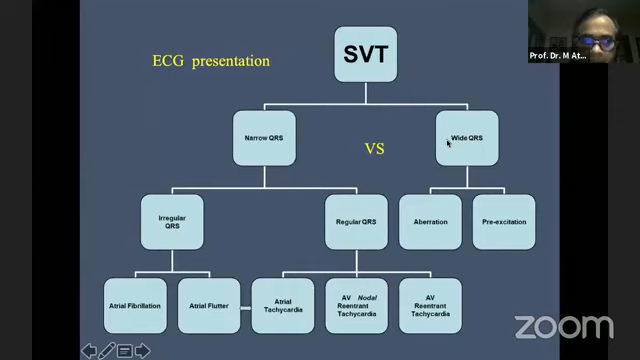 Prof. Dr. M At...
SVT
ECG presentation
Narrow QRS
VS
Wide QRS
Irregular
QRS
Regular QRS
Aberration
Pre-excitation
Atrial Fibrillation
Atrial Flutter
Atrial
Tachycardia
AV Nodal
Reentrant
Tachycardia
AV
Reentrant
Tachycardia
zoom